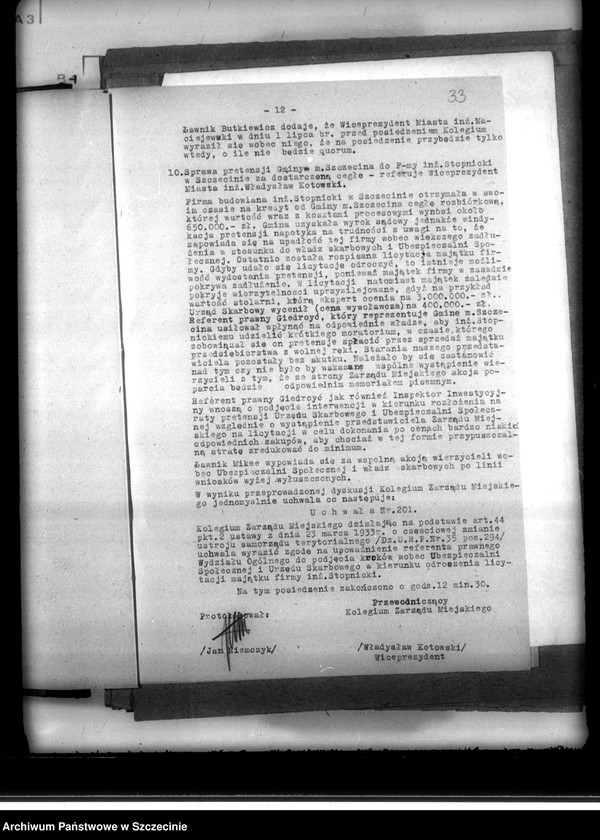 33
- 12 -
Ławnik Butkiewicz dodaje, że Wiceprezydent Miasta inż.Ma-
ciejewski w dniu 1 lipca br. przed posiedzeniem Kolegium
wyraził się wobec niego, że na posiedzenie przybędzie tylko
wtedy, o ile nie będzie quorum.
10.Sprawa pretensji Gminy m.Szczecina do F-my inż.Stopnicki
w Szczecinie za dostarczoną cegłę - referuje Wiceprezydent
Miasta inż.Władysław Kotowski.
Firma budowlana inż.Stopnicki w Szczecinie otrzymała w swo-
im czasie na kredyt od Gminy m.Szczecina cegłę rozbiórkową,
której wartość wraz z kosztami procesowymi wynosi około
650.000.- zł. Gmina uzyskała wyrok sądowy jednakże windy-
kacja pretensji napotyka na trudności z uwagi na to, że
zapowiada się na upadłość tej firmy wobec większego zadłu-
żenia w stosunku do władz skarbowych i Ubezpieczalni Spo-
łecznej. Ostatnio została rozpisana licytacja majątku fir-
my. Gdyby udało się licytację odroczyć, to istnieje możli-
wość wydostania pretensji, ponieważ majątek firmy w zasadzie
pokrywa zadłużenie. W licytacji natomiast majątek zaledwie
pokryje wierzytelności uprzywilejowane, gdyż na przykład
wartość stolarni, którą ekspert ocenia na 3.000.000.- zł..
Urząd Skarbowy wycenił (cena wywoławcza)na 400.000.- zł.
Referent prawny Giedroyć, który reprezentuje Gminę m.Szcze-
cina usiłował wpłynąć na odpowiednie władze, aby inż.Stop-
nickiemu udzielić krótkiego moratorium, w czasie którego
zobowiązał się on pretensje spłacić przez sprzedaż majątku
przedsiębiorstwa z wolnej ręki. Starania naszego przedsta-
wiciela pozostały bez skutku. Należało by się zastanowić
nad tym czy nie było by wskazane wspólne wystąpienie wie-
rzycieli z tym, że ze strony Zarządu Miejskiego akcja po-
parcia będzie odpowiednim memoriałem pisemnym.
Referent prawny Giedroyć jak również Inspektor Inwestycyj-
ny wnoszą o podjęcie interwencji w kierunku rozłożenia na
raty pretensji Urzędu Skarbowego i Ubezpieczalni Społecz-
nej względnie o wystąpienie przedstawiciela Zarządu Miej-
skiego na licytacji w celu dokonania po cenach bardzo niskich
odpowiednich zakupów, aby chociaż w tej formie przypuszczal-
ną stratę zredukować do minimum.
Ławnik Mikee wypowiada się za wspólną akcją wierzycieli wo-
bec Ubezpieczalni Społecznej i władz skarbowych po linii
wniosków wyżej wyłuszczonych.
W wyniku przeprowadzonej dyskusji Kolegium Zarządu Miejskie-
go jednomyślnie uchwala co następuje:
U c h w a ł a Nr.201.
Kolegium Zarządu Miejskiego działając na podstawie art.44
pkt.2 ustawy z dnia 23 marca 1933r. o częściowej zmianie
ustroju samorządu terytorialnego /Dz.U.R.P.Nr.35 poz.294/
uchwala wyrazić zgodę na upoważnienie referenta prawnego
Wydziału Ogólnego do podjęcia kroków wobec Ubezpieczalni
Społecznej i Urzędu Skarbowego w kierunku odroczenia licy-
tacji majątku firmy inż.Stopnicki.
Na tym posiedzenie zakończono o godz.12 min.30.
Przewodniczący
Protokołował: Kolegium Zarządu Miejskiego
/Jan Niemczyk/ /Władysław Kotowski/
Wiceprezydent
Archiwum Państwowe w Szczecinie